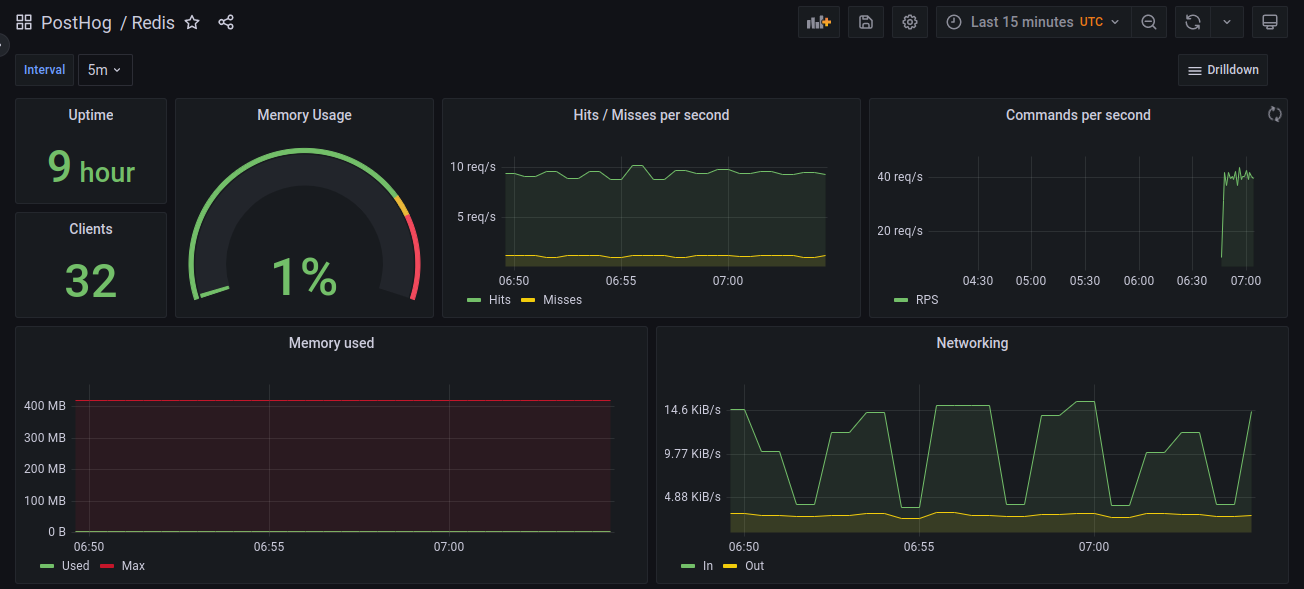 PostHog / Redis
Last 15 minutes UTC
Interval 5m
Drilldown
Uptime
9 hour
Clients
32
Memory Usage
1%
Hits / Misses per second
10 req/s
5 req/s
06:50 06:55 07:00
Hits Misses
Commands per second
40 req/s
20 req/s
04:30 05:00 05:30 06:00 06:30 07:00
RPS
Memory used
400 MB
300 MB
200 MB
100 MB
0 B
06:50 06:55 07:00
Used Max
Networking
14.6 KiB/s
9.77 KiB/s
4.88 KiB/s
06:50 06:55 07:00
In Out